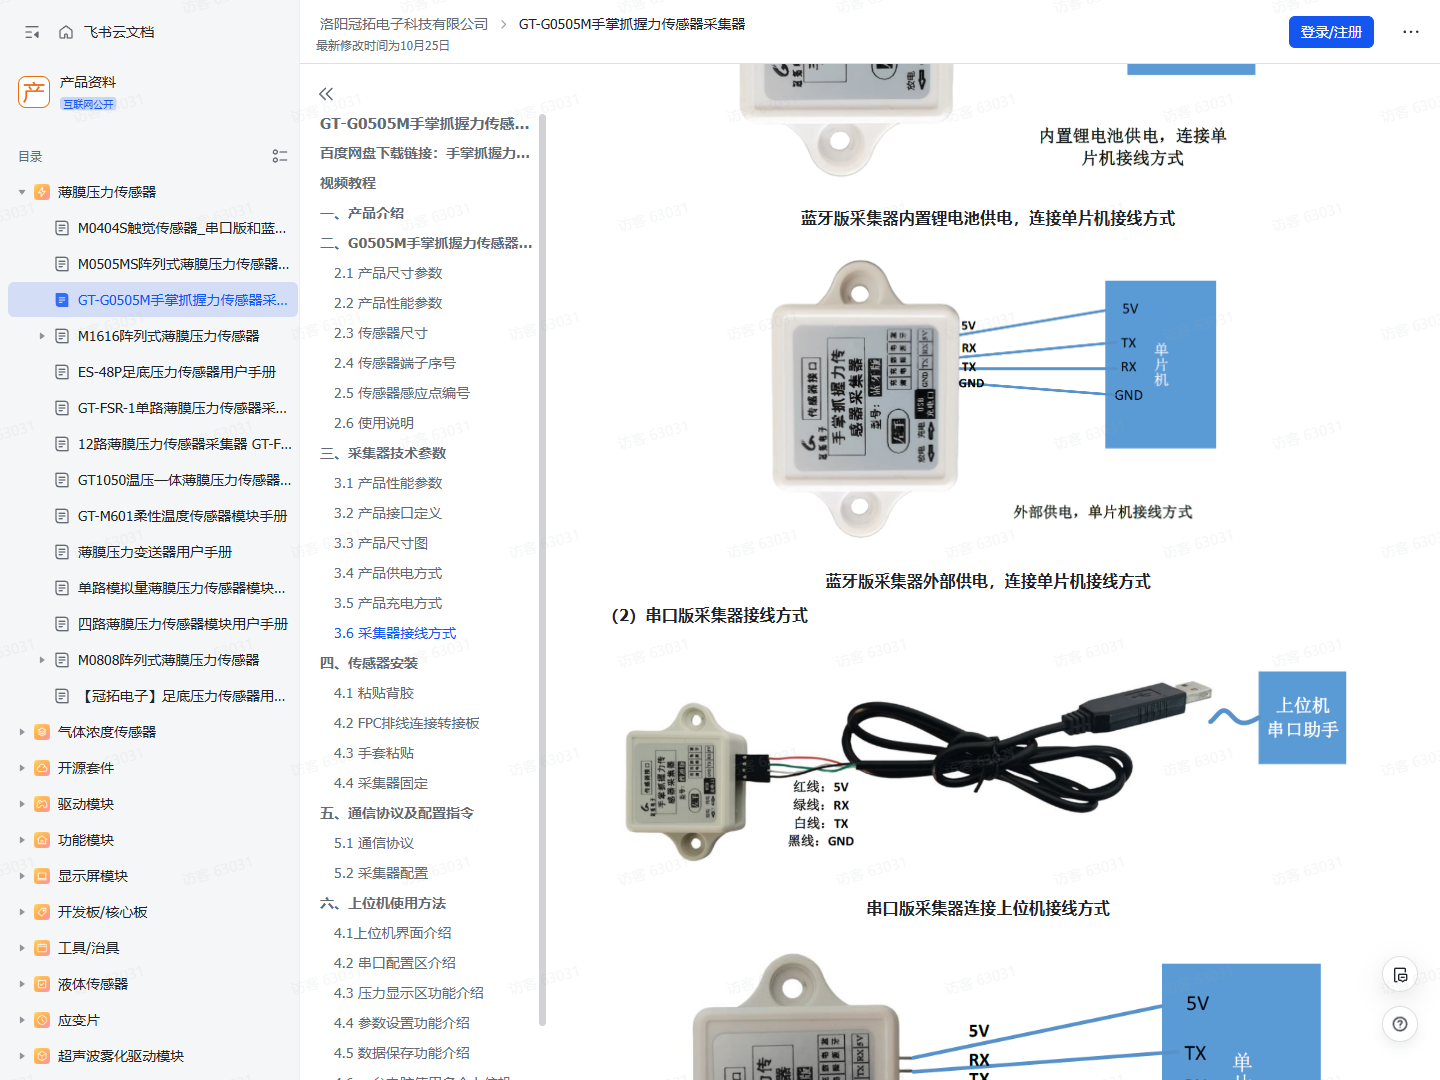 飞书云文档
洛阳冠拓电子科技有限公司 > GT-G0505M手掌抓握力传感器采集器
最新修改时间为10月25日
登录/注册
产
产品资料
互联网公开
目录
薄膜压力传感器
M0404S触觉传感器_串口版和蓝...
M0505MS阵列式薄膜压力传感器...
GT-G0505M手掌抓握力传感器采...
M1616阵列式薄膜压力传感器
ES-48P足底压力传感器用户手册
GT-FSR-1单路薄膜压力传感器采...
12路薄膜压力传感器采集器 GT-F...
GT1050温压一体薄膜压力传感器...
GT-M601柔性温度传感器模块手册
薄膜压力变送器用户手册
单路模拟量薄膜压力传感器模块...
四路薄膜压力传感器模块用户手册
M0808阵列式薄膜压力传感器
【冠拓电子】足底压力传感器用...
气体浓度传感器
开源套件
驱动模块
功能模块
显示屏模块
开发板/核心板
工具/治具
液体传感器
应变片
超声波雾化驱动模块
GT-G0505M手掌抓握力传感...
百度网盘下载链接：手掌抓握力...
视频教程
一、产品介绍
二、G0505M手掌抓握力传感器...
2.1 产品尺寸参数
2.2 产品性能参数
2.3 传感器尺寸
2.4 传感器端子序号
2.5 传感器感应点编号
2.6 使用说明
三、采集器技术参数
3.1 产品性能参数
3.2 产品接口定义
3.3 产品尺寸图
3.4 产品供电方式
3.5 产品充电方式
3.6 采集器接线方式
四、传感器安装
4.1 粘贴背胶
4.2 FPC排线连接转接板
4.3 手套粘贴
4.4 采集器固定
五、通信协议及配置指令
5.1 通信协议
5.2 采集器配置
六、上位机使用方法
4.1上位机界面介绍
4.2 串口配置区介绍
4.3 压力显示区功能介绍
4.4 参数设置功能介绍
4.5 数据保存功能介绍
内置锂电池供电，连接单
片机接线方式
蓝牙版采集器内置锂电池供电，连接单片机接线方式
传感器接口
手掌抓握力传
感器采集器
型号：蓝牙版
冠拓电子
5V
RX
TX
GND
5V
TX
RX
GND
单片机
外部供电，单片机接线方式
蓝牙版采集器外部供电，连接单片机接线方式
（2）串口版采集器接线方式
传感器接口
手掌抓握力传
感器采集器
红线：5V
绿线：RX
白线：TX
黑线：GND
上位机
串口助手
串口版采集器连接上位机接线方式
5V
RX
TX
5V
TX
单
访客 63031